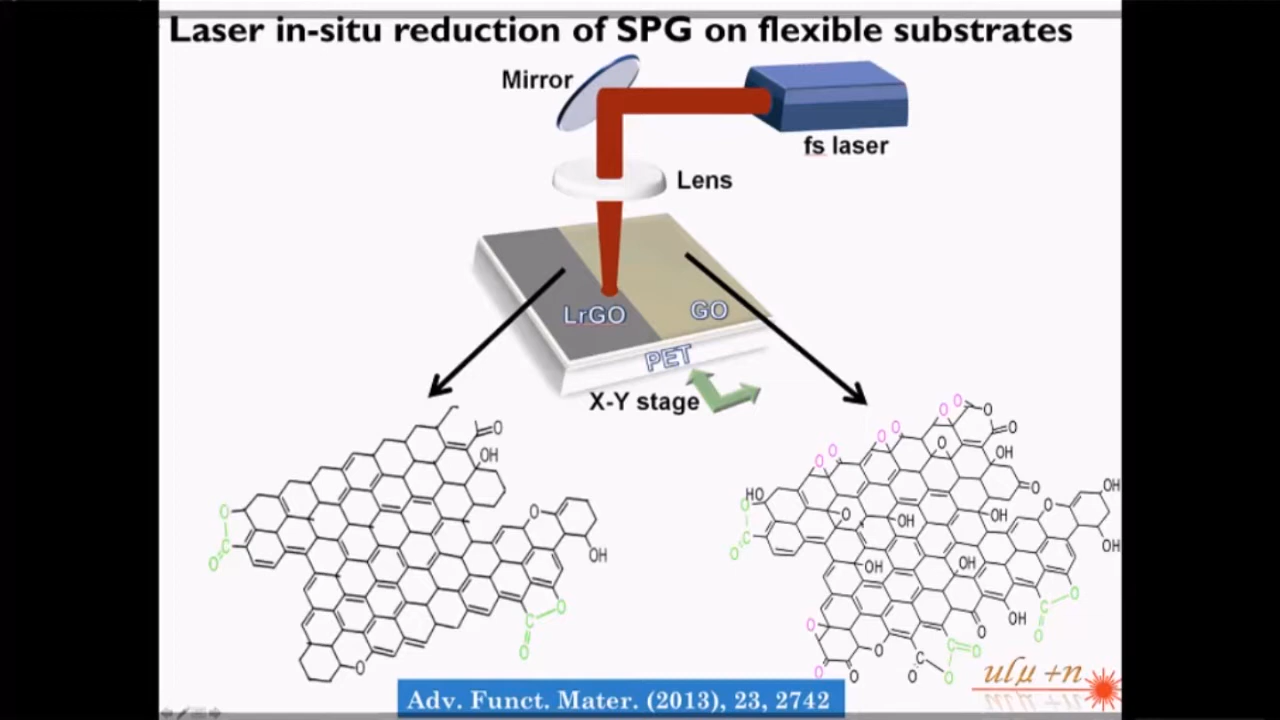 Laser in-situ reduction of SPG on flexible substrates
Mirror
fs laser
Lens
LrGO
GO
PET
X-Y stage
O
OH
O
C
O
O
OH
O
C
O
O
O
O
O
O
O
O
O
O
O
O
OH
O
HO
O
C
O
O
OH
OH
O
OH
OH
OH
OH
O
C
O
OH
O
O
O
O
O
C
O
C
O
O
ulμ +n
Adv. Funct. Mater. (2013), 23, 2742